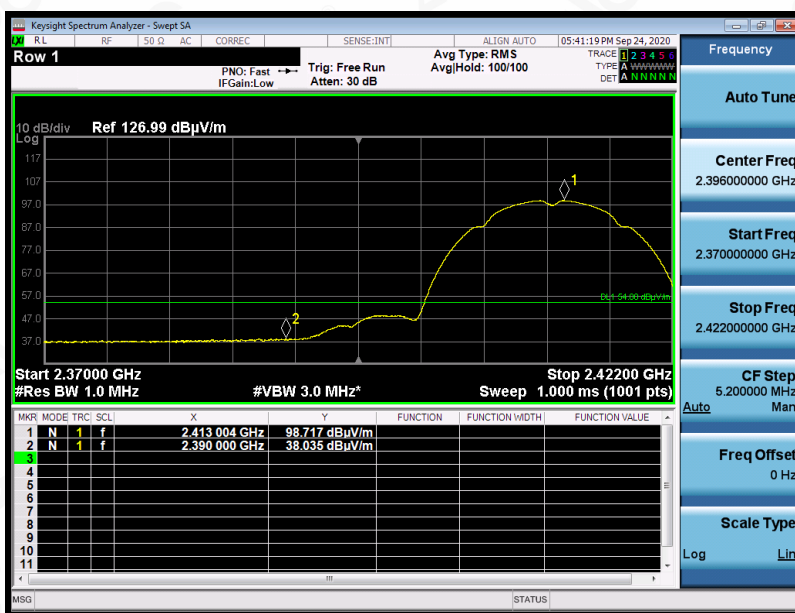 Keysight Spectrum Analyzer - Swept SA
LXI RL RF 50 Ω AC CORREC SENSE:INT ALIGN AUTO 05:41:19 PM Sep 24, 2020
Row 1
PNO: Fast
IFGain:Low
Trig: Free Run
Atten: 30 dB
Avg Type: RMS
Avg|Hold: 100/100
TRACE 1 2 3 4 5 6
TYPE A WWWWW
DET A N N N N N
10 dB/div Ref 126.99 dBµV/m
Log
117
107
97.0
87.0
77.0
67.0
57.0
47.0
37.0
1
2
DL1 54.00 dBµV/m
Start 2.37000 GHz Stop 2.42200 GHz
#Res BW 1.0 MHz #VBW 3.0 MHz* Sweep 1.000 ms (1001 pts)
MKR MODE TRC SCL X Y FUNCTION FUNCTION WIDTH FUNCTION VALUE
1 N 1 f 2.413 004 GHz 98.717 dBµV/m
2 N 1 f 2.390 000 GHz 38.035 dBµV/m
3
4
5
6
7
8
9
10
11
MSG STATUS
Frequency
Auto Tune
Center Freq
2.396000000 GHz
Start Freq
2.370000000 GHz
Stop Freq
2.422000000 GHz
CF Step
5.200000 MHz
Auto Man
Freq Offset
0 Hz
Scale Type
Log Lin